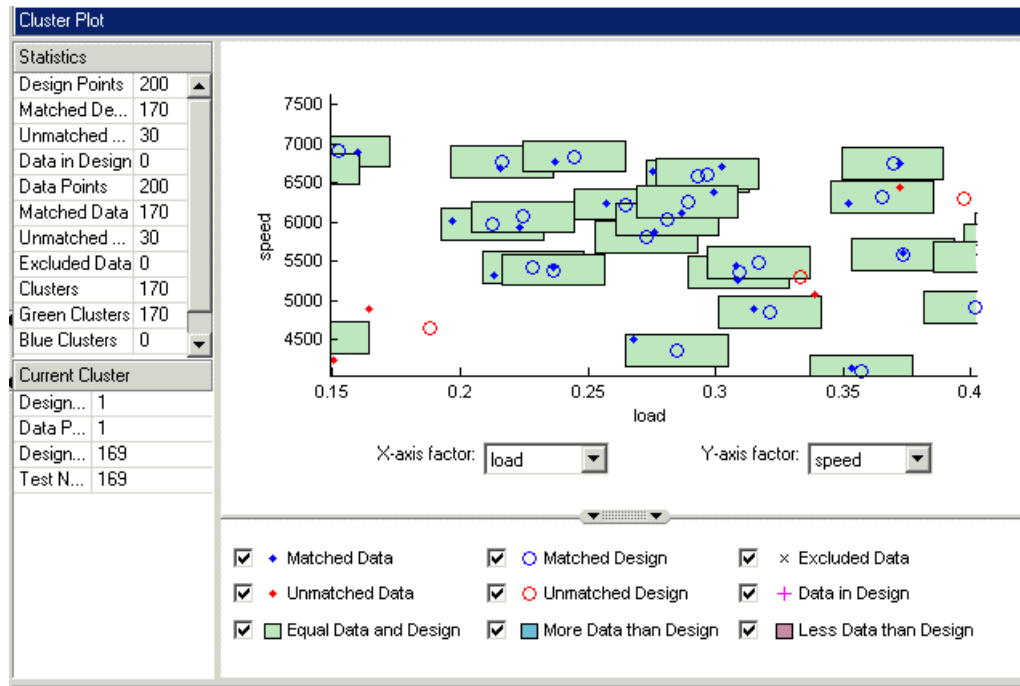 Cluster Plot
Statistics
Design Points 200
Matched De... 170
Unmatched ... 30
Data in Design 0
Data Points 200
Matched Data 170
Unmatched ... 30
Excluded Data 0
Clusters 170
Green Clusters 170
Blue Clusters 0
Current Cluster
Design... 1
Data P... 1
Design... 169
Test N... 169
7500
7000
6500
6000
5500
5000
4500
speed
0.15 0.2 0.25 0.3 0.35 0.4
load
X-axis factor: load Y-axis factor: speed
Matched Data Matched Design Excluded Data
Unmatched Data Unmatched Design Data in Design
Equal Data and Design More Data than Design Less Data than Design